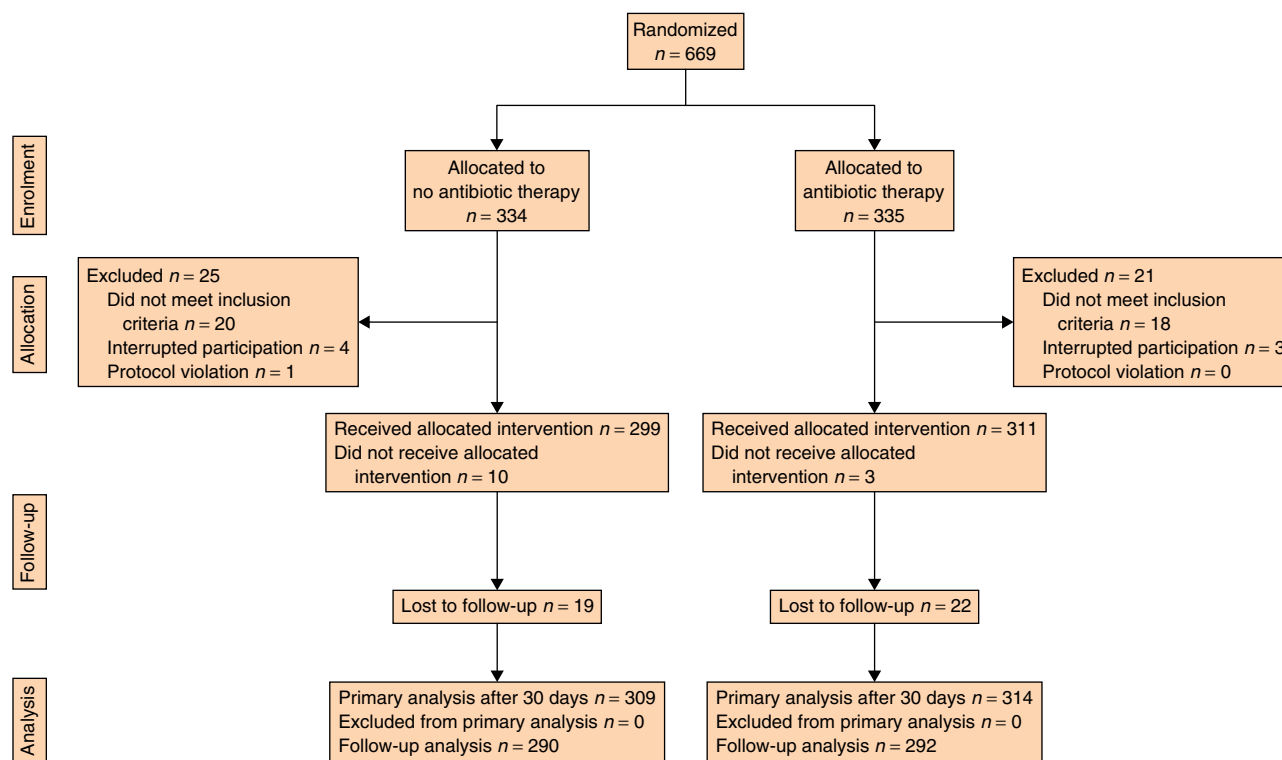 Randomized
n = 669
Enrolment
Allocated to
no antibiotic therapy
n = 334
Allocated to
antibiotic therapy
n = 335
Allocation
Excluded n = 25
Did not meet inclusion
criteria n = 20
Interrupted participation n = 4
Protocol violation n = 1
Excluded n = 21
Did not meet inclusion
criteria n = 18
Interrupted participation n = 3
Protocol violation n = 0
Received allocated intervention n = 299
Did not receive allocated
intervention n = 10
Received allocated intervention n = 311
Did not receive allocated
intervention n = 3
Follow-up
Lost to follow-up n = 19
Lost to follow-up n = 22
Analysis
Primary analysis after 30 days n = 309
Excluded from primary analysis n = 0
Follow-up analysis n = 290
Primary analysis after 30 days n = 314
Excluded from primary analysis n = 0
Follow-up analysis n = 292